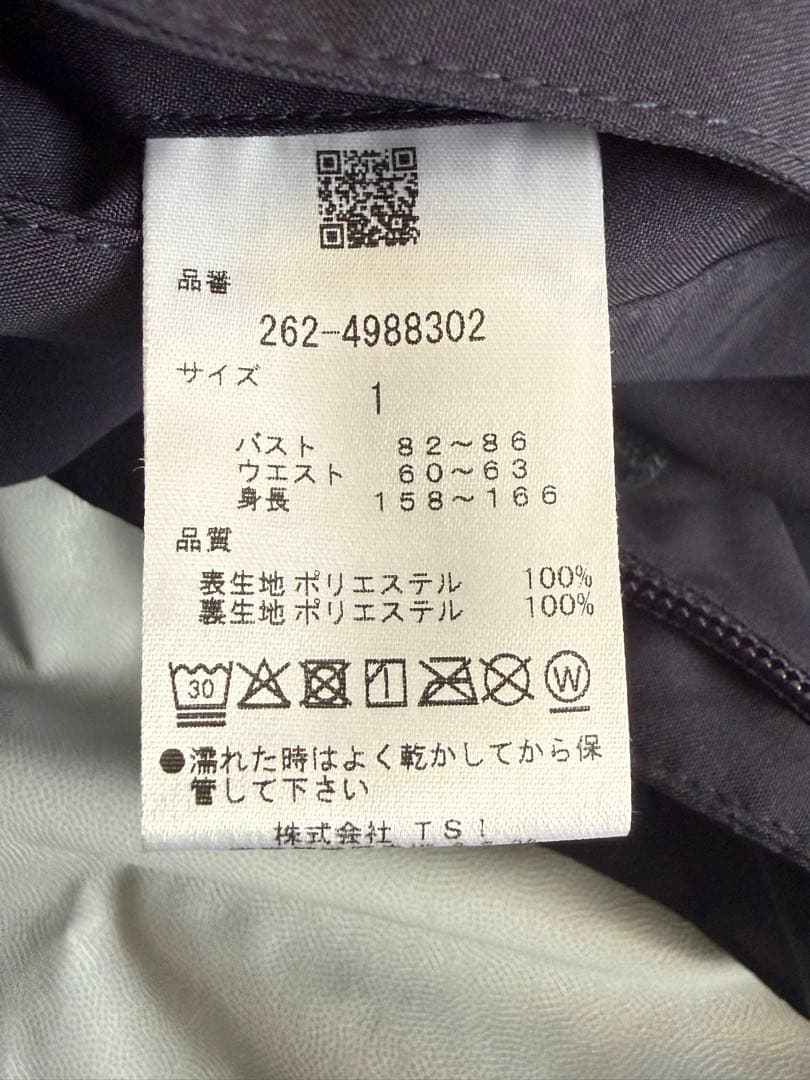 品番
262-4988302
サイズ
1
バスト 82～86
ウエスト 60～63
身長 158～166
品質
表生地 ポリエステル 100%
裏生地 ポリエステル 100%
30
W
●濡れた時はよく乾かしてから保
管して下さい
株式会社 TSI